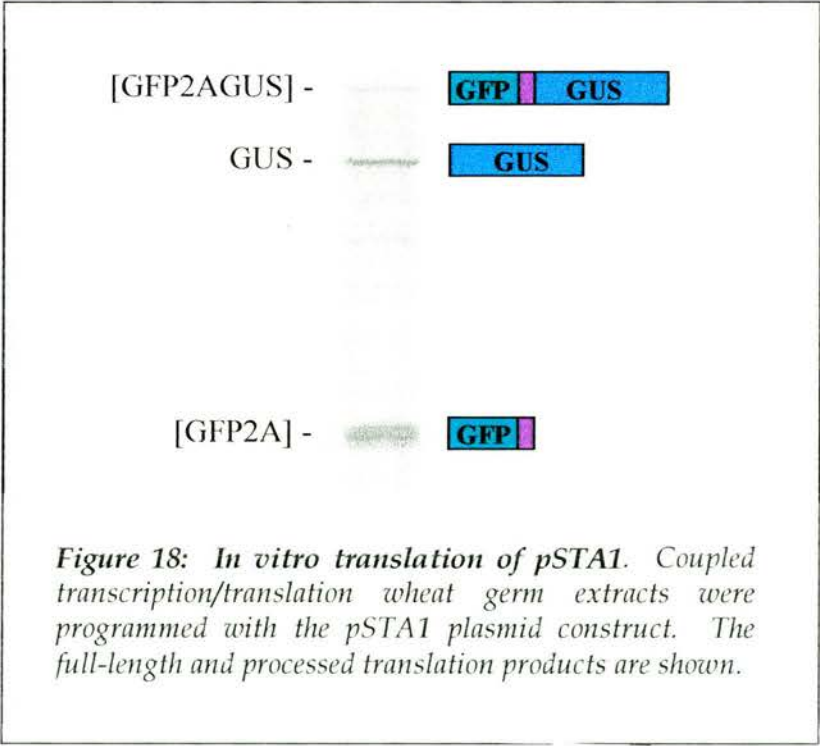 [GFP2AGUS] - GFP GUS
GUS - GUS
[GFP2A] - GFP
Figure 18: In vitro translation of pSTA1. Coupled
transcription/translation wheat germ extracts were
programmed with the pSTA1 plasmid construct. The
full-length and processed translation products are shown.